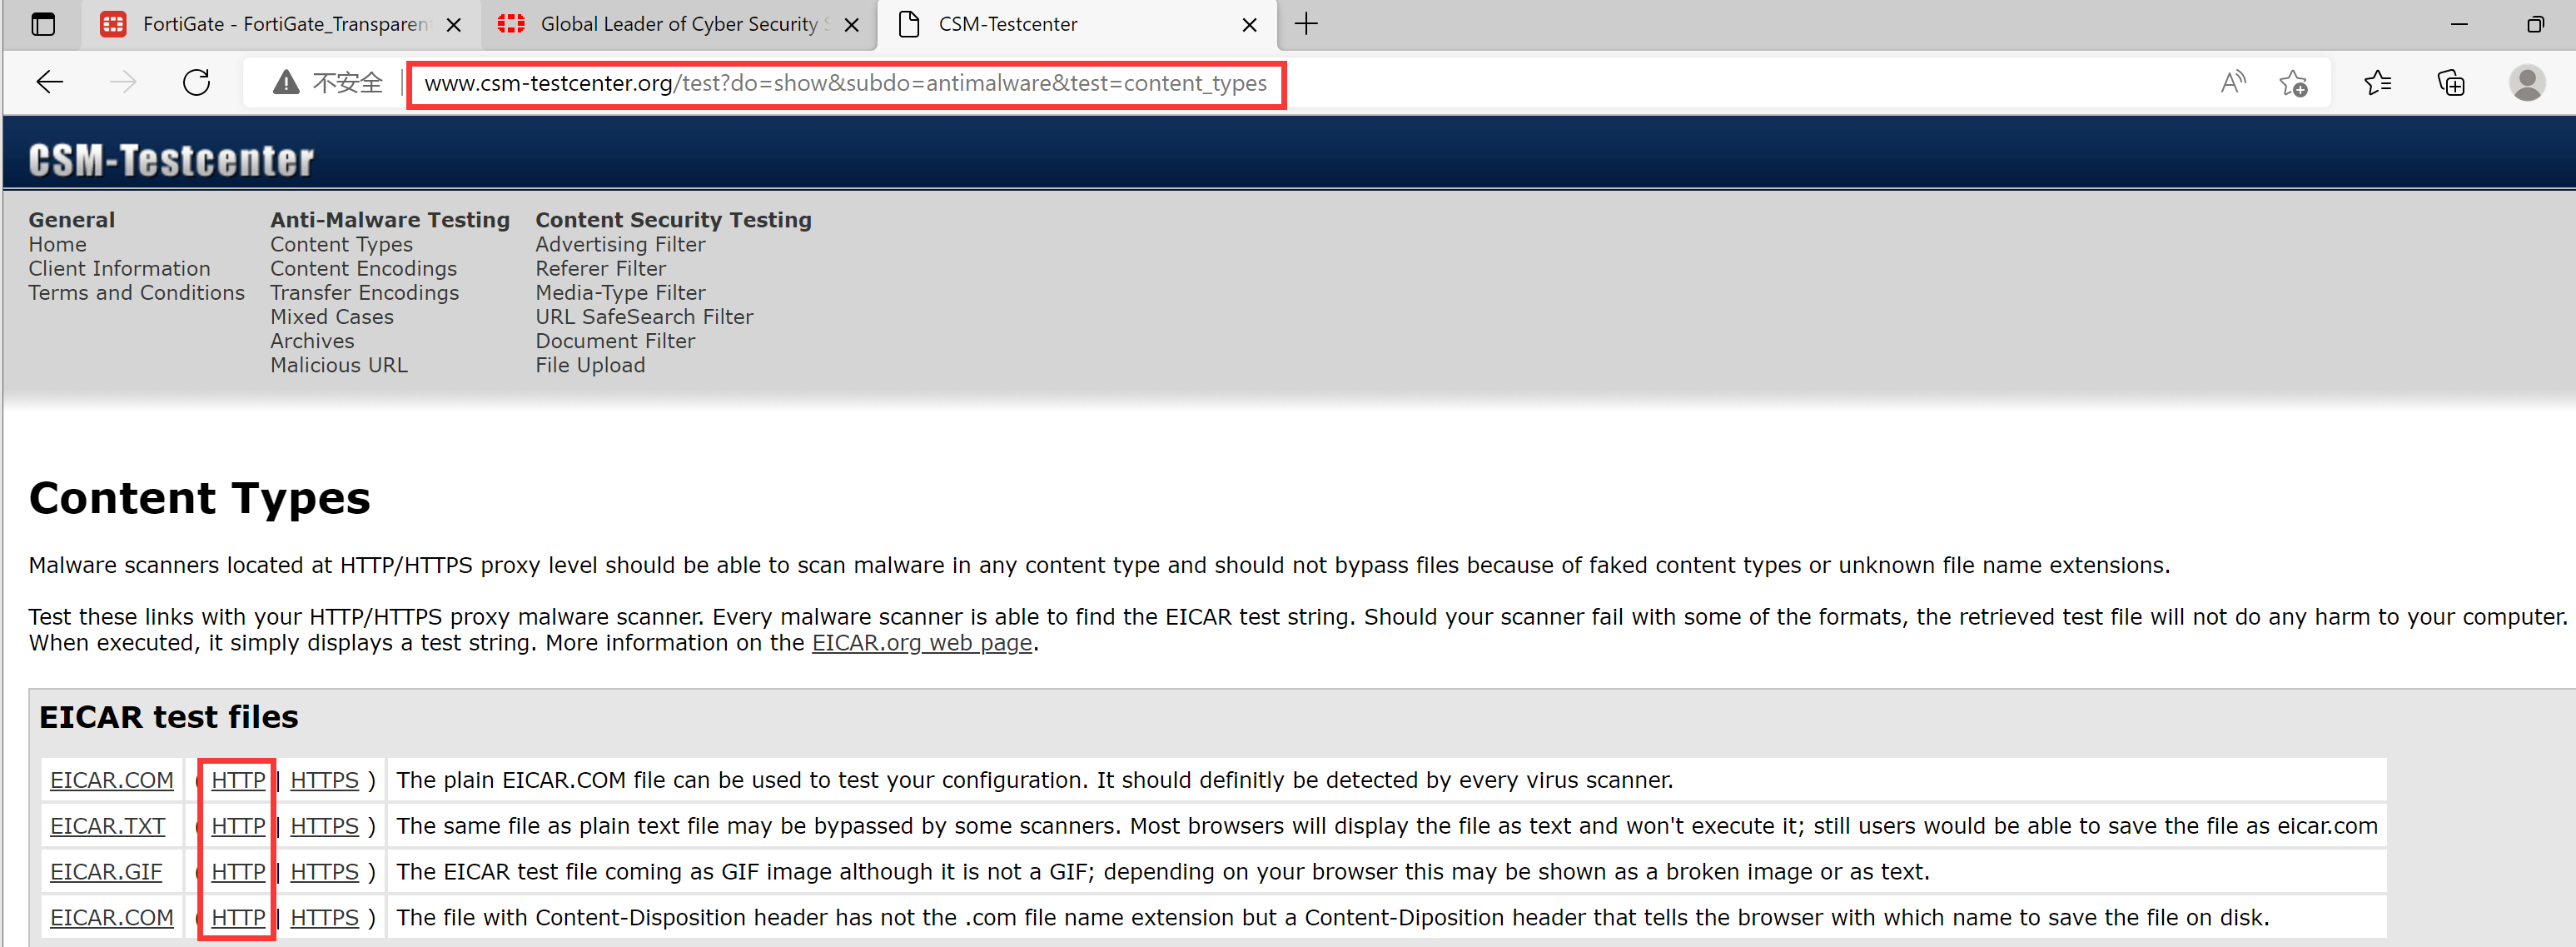 FortiGate - FortiGate_Transparen
Global Leader of Cyber Security S
CSM-Testcenter
不安全
www.csm-testcenter.org/test?do=show&subdo=antimalware&test=content_types
CSM-Testcenter
General
Home
Client Information
Terms and Conditions
Anti-Malware Testing
Content Types
Content Encodings
Transfer Encodings
Mixed Cases
Archives
Malicious URL
Content Security Testing
Advertising Filter
Referer Filter
Media-Type Filter
URL SafeSearch Filter
Document Filter
File Upload
Content Types
Malware scanners located at HTTP/HTTPS proxy level should be able to scan malware in any content type and should not bypass files because of faked content types or unknown file name extensions.
Test these links with your HTTP/HTTPS proxy malware scanner. Every malware scanner is able to find the EICAR test string. Should your scanner fail with some of the formats, the retrieved test file will not do any harm to your computer.
When executed, it simply displays a test string. More information on the EICAR.org web page.
EICAR test files
EICAR.COM ( HTTP | HTTPS ) The plain EICAR.COM file can be used to test your configuration. It should definitly be detected by every virus scanner.
EICAR.TXT ( HTTP | HTTPS ) The same file as plain text file may be bypassed by some scanners. Most browsers will display the file as text and won't execute it; still users would be able to save the file as eicar.com
EICAR.GIF ( HTTP | HTTPS ) The EICAR test file coming as GIF image although it is not a GIF; depending on your browser this may be shown as a broken image or as text.
EICAR.COM ( HTTP | HTTPS ) The file with Content-Disposition header has not the .com file name extension but a Content-Diposition header that tells the browser with which name to save the file on disk.